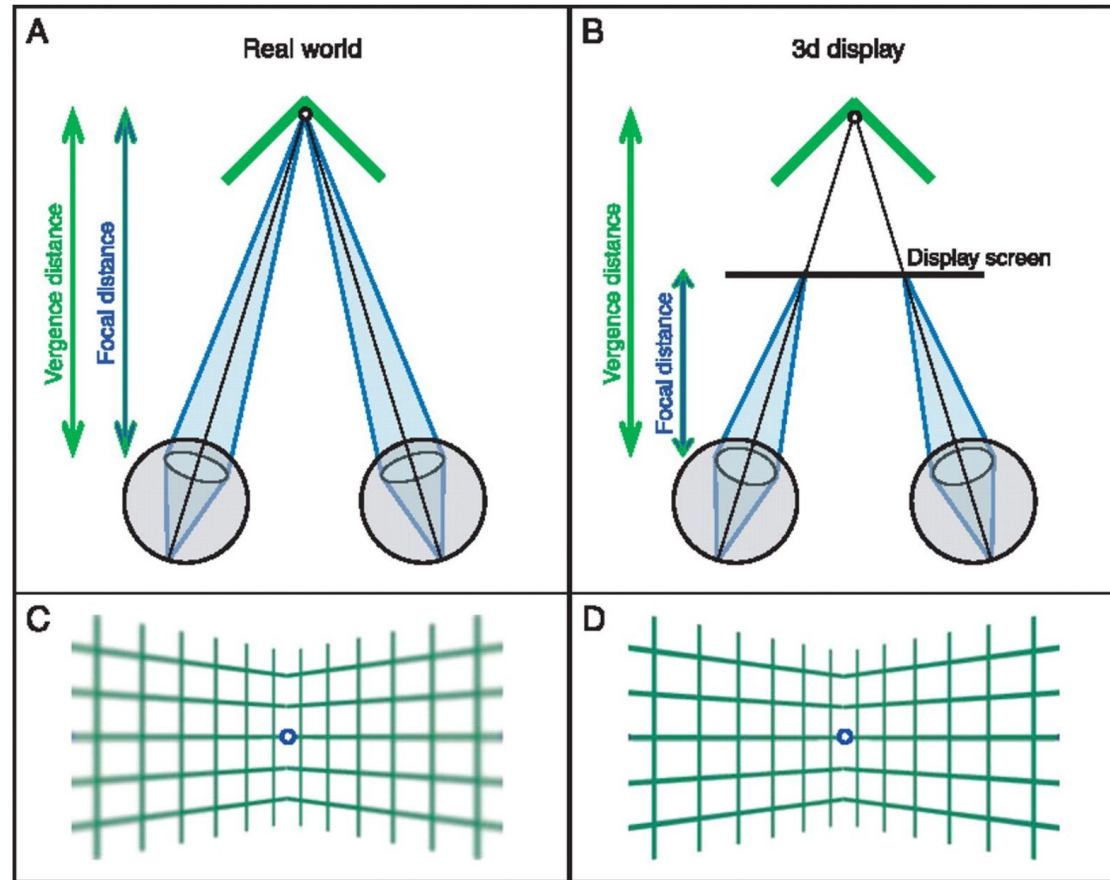 A
Real world
Vergence distance
Focal distance
B
3d display
Vergence distance
Focal distance
Display screen
C
D